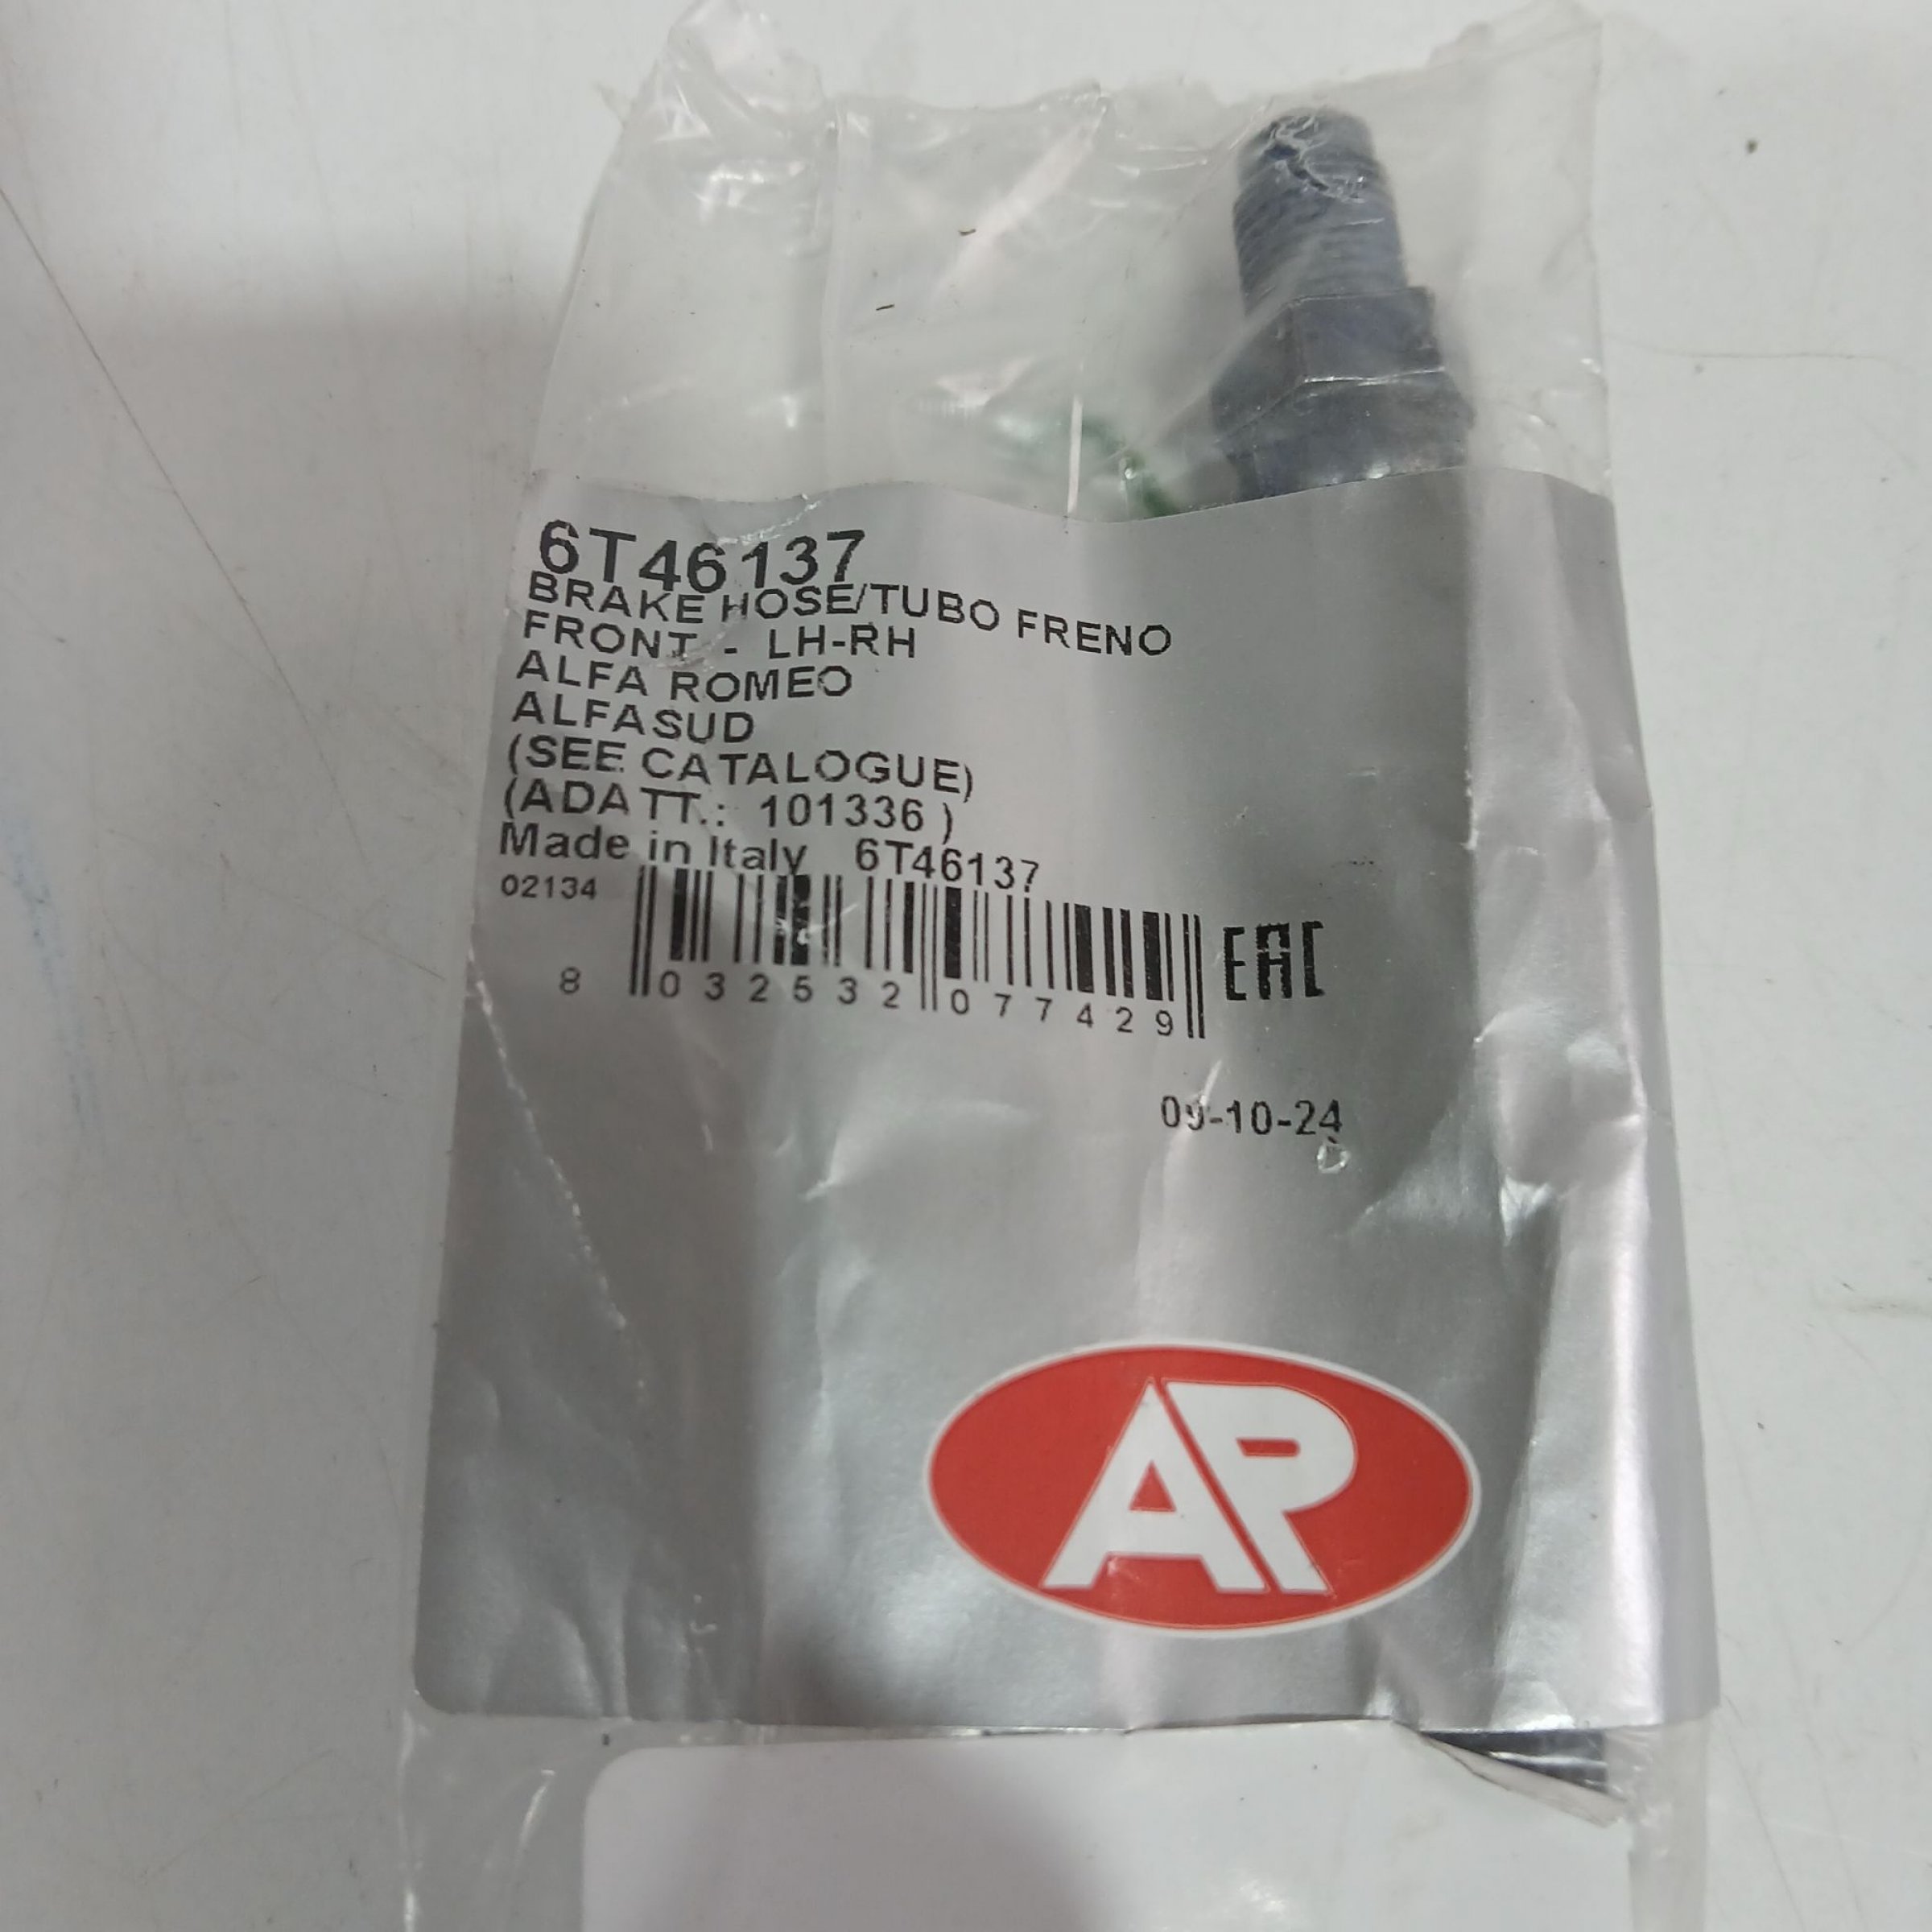 6T46137
BRAKE HOSE/TUBO FRENO
FRONT - LH-RH
ALFA ROMEO
ALFASUD
(SEE CATALOGUE)
(ADATT.: 101336 )
Made in Italy 6T46137
02134
8 032532 077429
EAC
09-10-24
AP